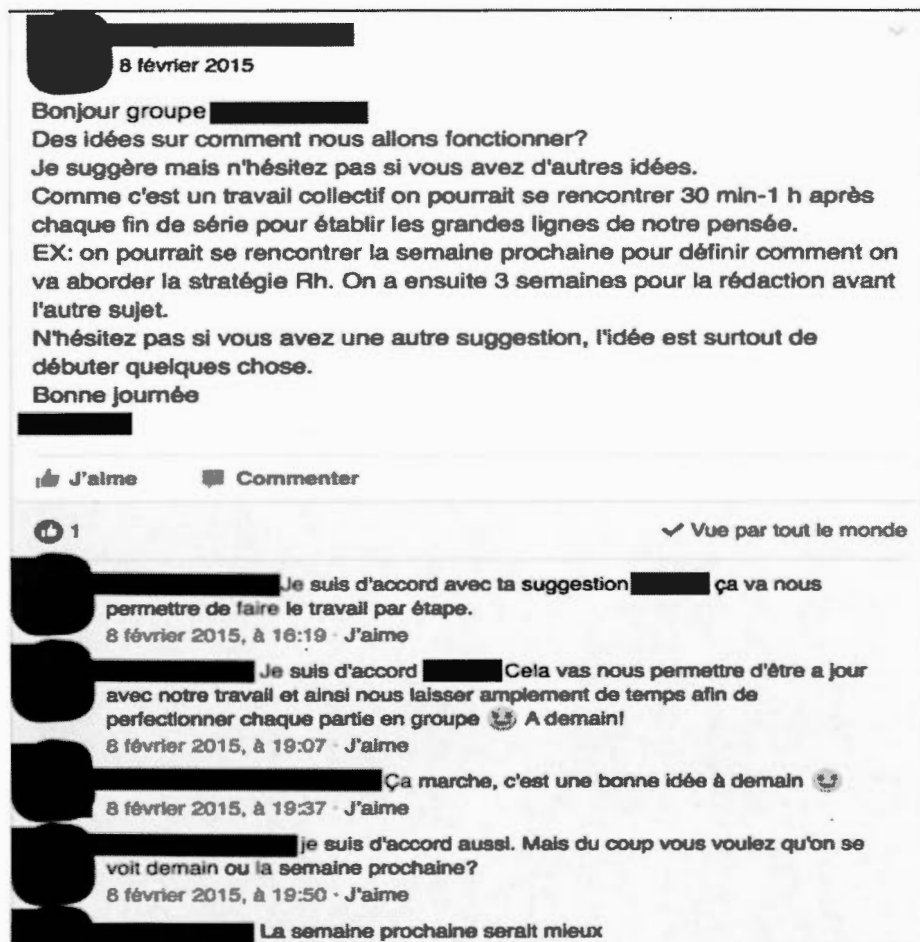 8 février 2015
Bonjour groupe
Des idées sur comment nous allons fonctionner?
Je suggère mais n'hésitez pas si vous avez d'autres idées.
Comme c'est un travail collectif on pourrait se rencontrer 30 min-1 h après
chaque fin de série pour établir les grandes lignes de notre pensée.
EX: on pourrait se rencontrer la semaine prochaine pour définir comment on
va aborder la stratégie Rh. On a ensuite 3 semaines pour la rédaction avant
l'autre sujet.
N'hésitez pas si vous avez une autre suggestion, l'idée est surtout de
débuter quelques chose.
Bonne journée
J'aime Commenter
1 Vue par tout le monde
Je suis d'accord avec ta suggestion ça va nous
permettre de faire le travail par étape.
8 février 2015, à 16:19 · J'aime
Je suis d'accord Cela vas nous permettre d'être a jour
avec notre travail et ainsi nous laisser amplement de temps afin de
perfectionner chaque partie en groupe A demain!
8 février 2015, à 19:07 · J'aime
Ça marche, c'est une bonne idée à demain
8 février 2015, à 19:37 · J'aime
je suis d'accord aussi. Mais du coup vous voulez qu'on se
voit demain ou la semaine prochaine?
8 février 2015, à 19:50 · J'aime
La semaine prochaine serait mieux